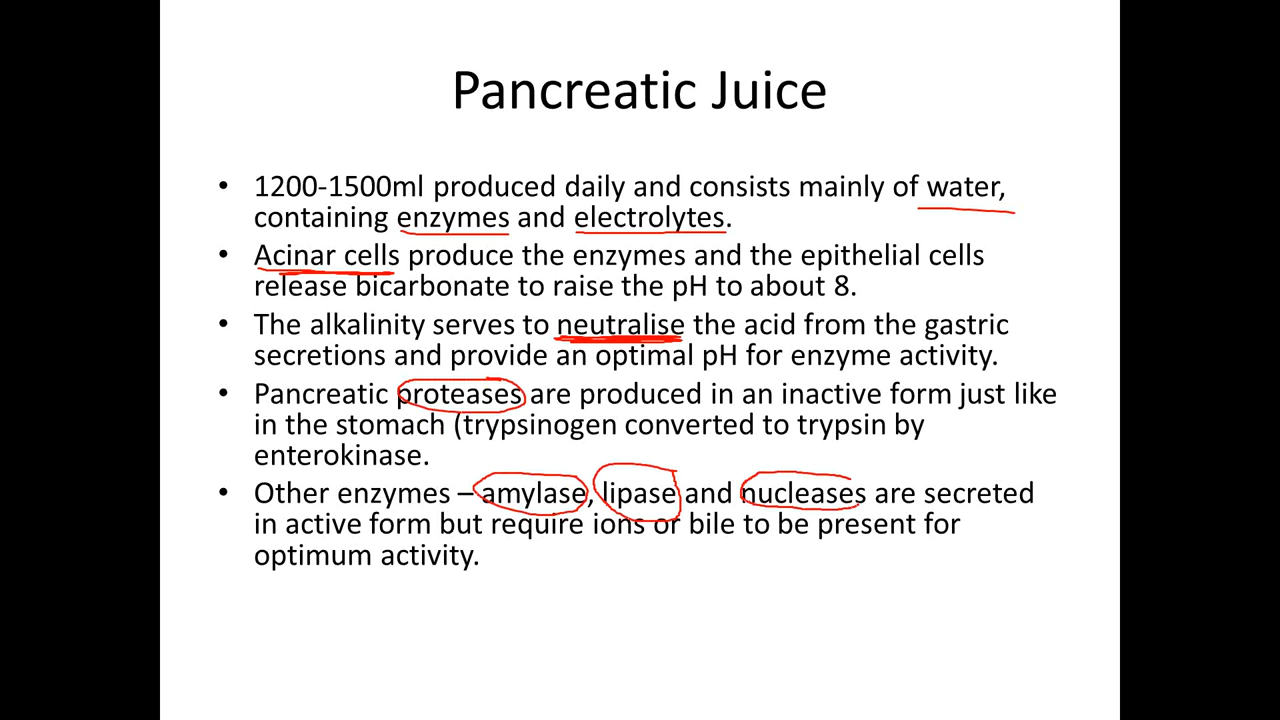 Pancreatic Juice
• 1200-1500ml produced daily and consists mainly of water,
containing enzymes and electrolytes.
• Acinar cells produce the enzymes and the epithelial cells
release bicarbonate to raise the pH to about 8.
• The alkalinity serves to neutralise the acid from the gastric
secretions and provide an optimal pH for enzyme activity.
• Pancreatic proteases are produced in an inactive form just like
in the stomach (trypsinogen converted to trypsin by
enterokinase.
• Other enzymes – amylase, lipase and nucleases are secreted
in active form but require ions or bile to be present for
optimum activity.